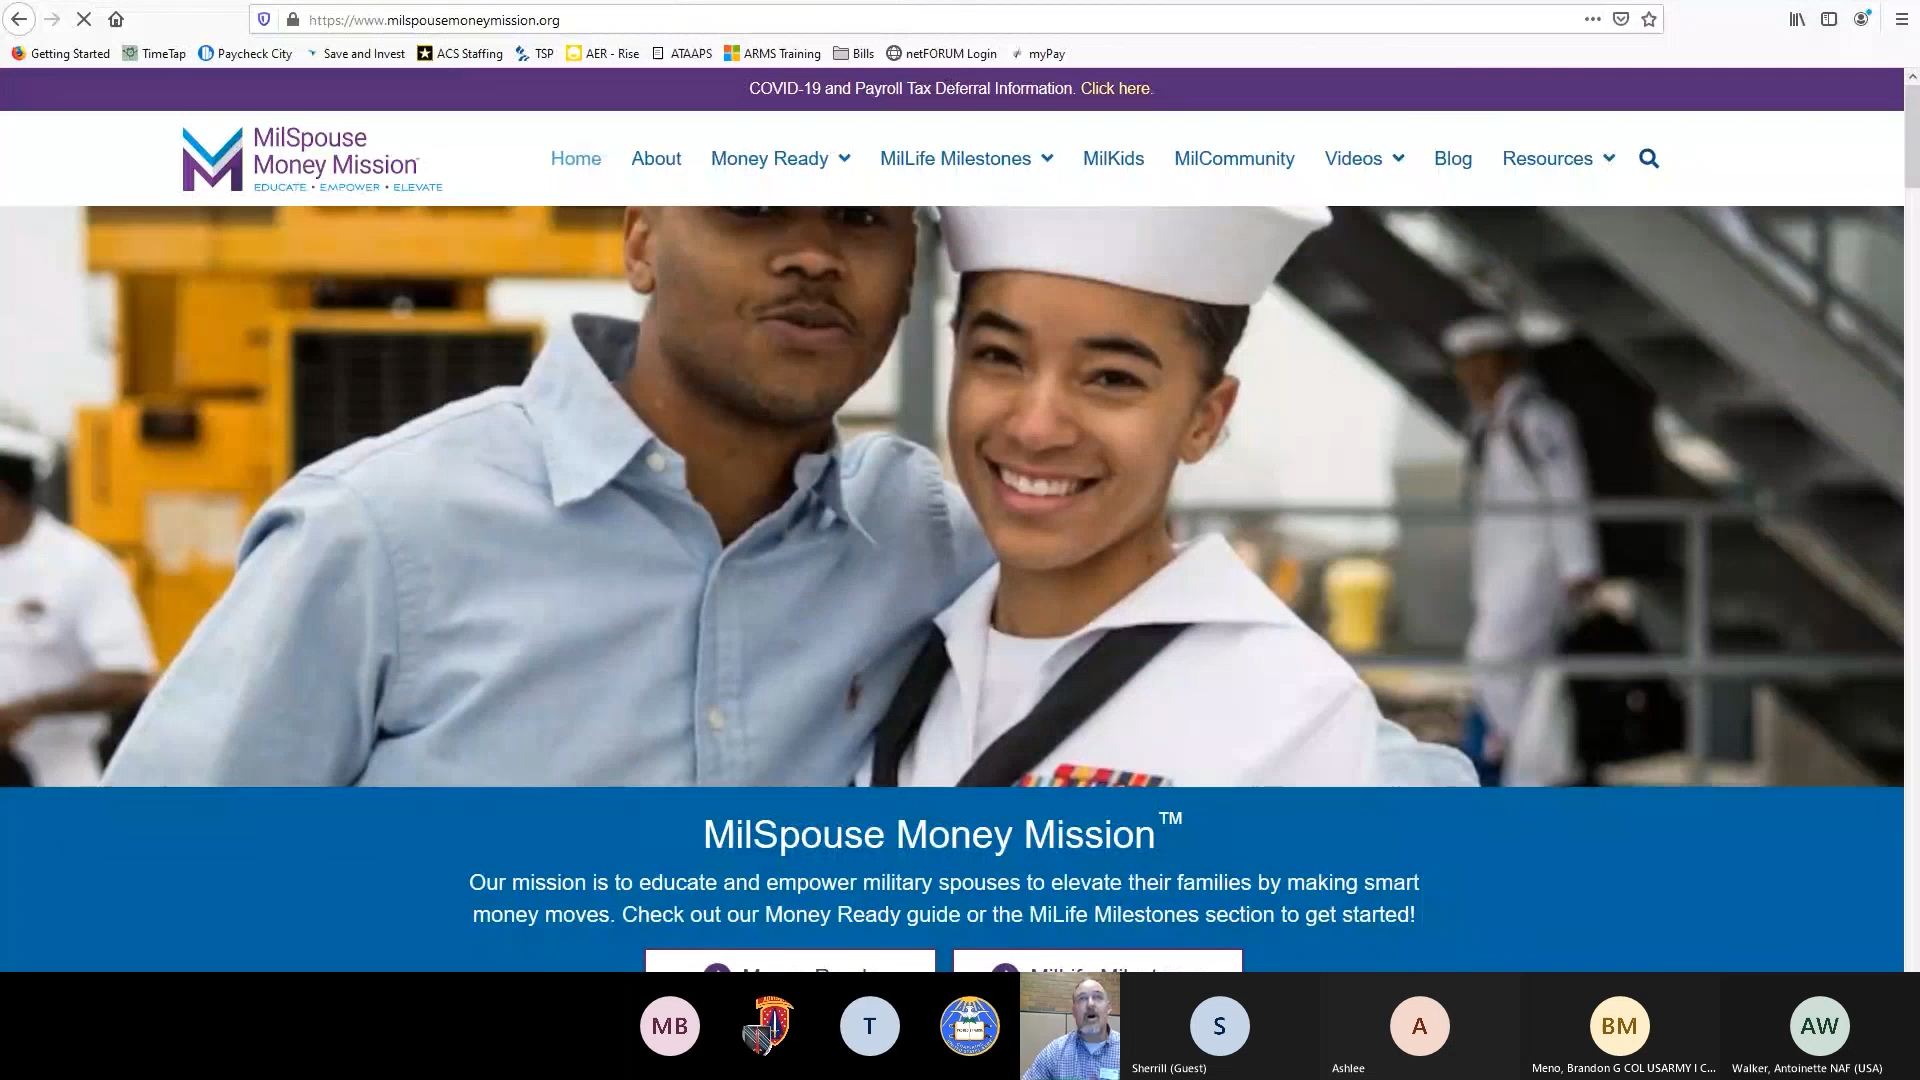 https://www.milspousemoneymission.org
Getting Started TimeTap Paycheck City Save and Invest ACS Staffing TSP AER - Rise ATAAPS ARMS Training Bills netFORUM Login myPay
COVID-19 and Payroll Tax Deferral Information. Click here.
MilSpouse
Money Mission
EDUCATE • EMPOWER • ELEVATE
Home About Money Ready MilLife Milestones MilKids MilCommunity Videos Blog Resources
MilSpouse Money Mission™
Our mission is to educate and empower military spouses to elevate their families by making smart
money moves. Check out our Money Ready guide or the MiLife Milestones section to get started!
Money Ready MilLife Milestones
MB T S A BM AW
Sherrill (Guest) Ashlee Meno, Brandon G COL USARMY I C... Walker, Antoinette NAF (USA)